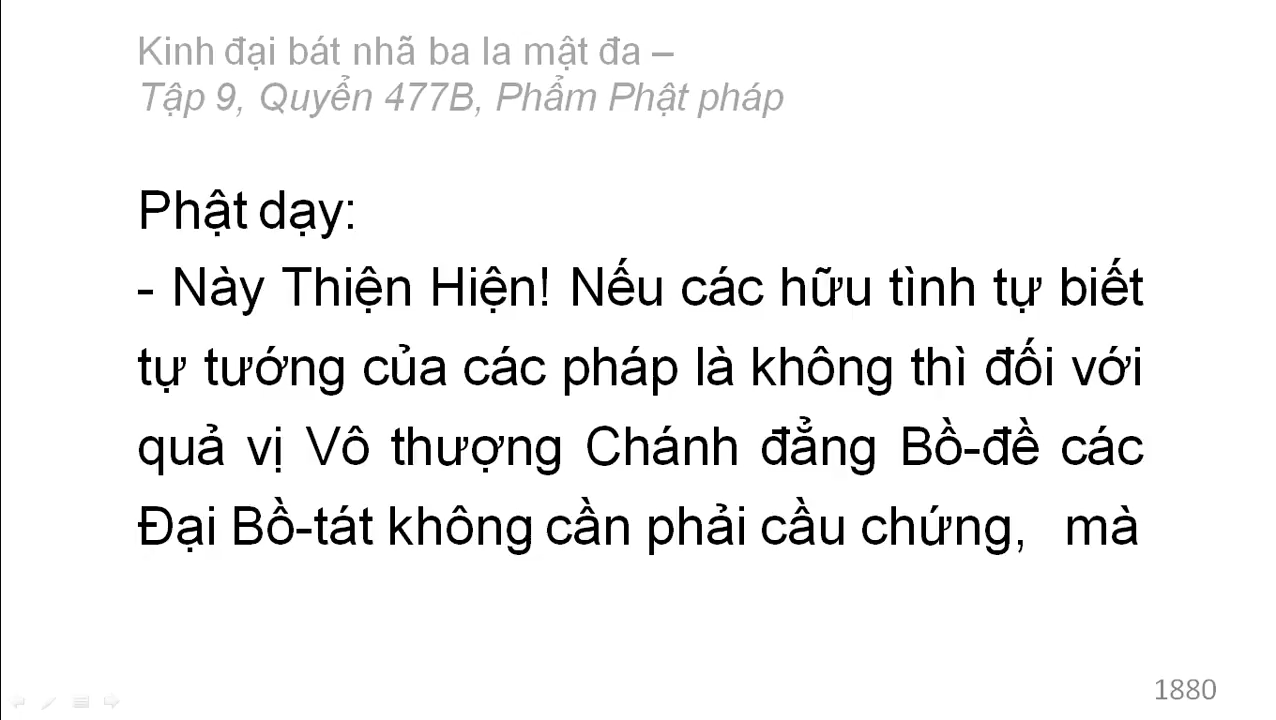 Kinh đại bát nhã ba la mật đa –
Tập 9, Quyển 477B, Phẩm Phật pháp
Phật dạy:
- Này Thiện Hiện! Nếu các hữu tình tự biết
tự tướng của các pháp là không thì đối với
quả vị Vô thượng Chánh đẳng Bồ-đề các
Đại Bồ-tát không cần phải cầu chứng, mà
1880